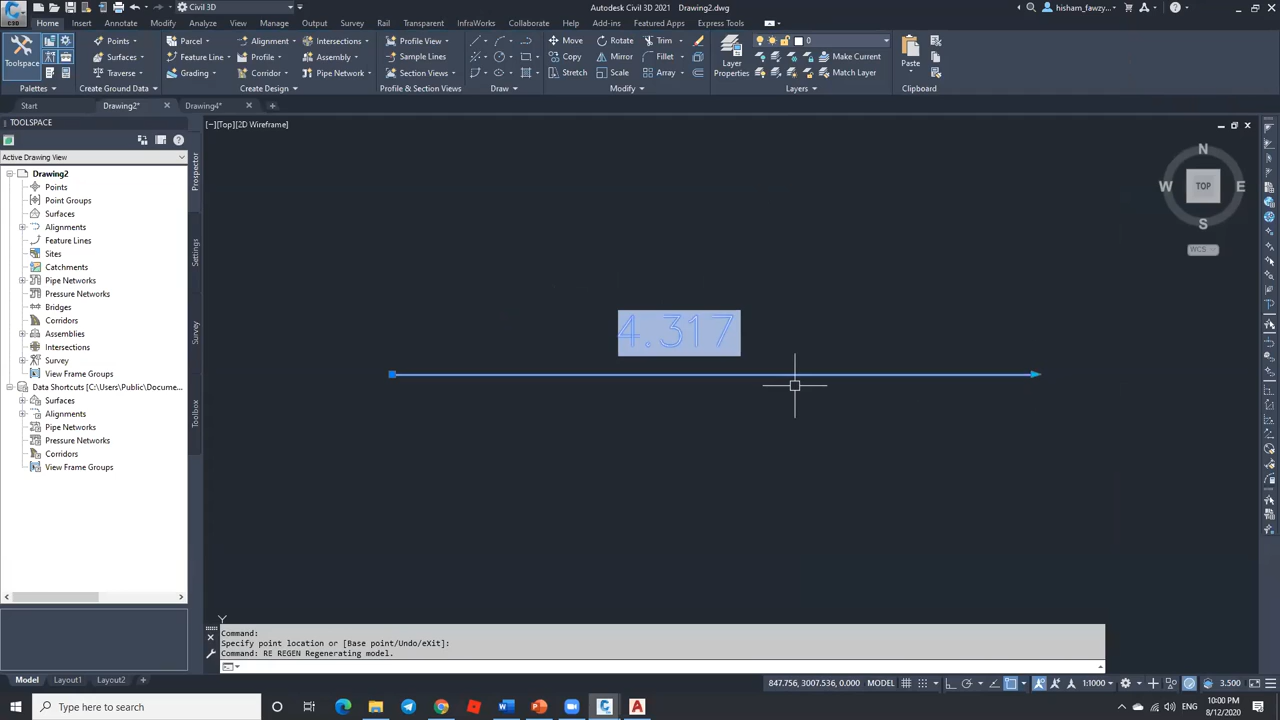 Civil 3D
Autodesk Civil 3D 2021 Drawing2.dwg
hisham_fawzy...
Home Insert Annotate Modify Analyze View Manage Output Survey Rail Transparent InfraWorks Collaborate Help Add-ins Featured Apps Express Tools
Toolspace
Points
Surfaces
Traverse
Parcel
Feature Line
Grading
Alignment
Profile
Corridor
Intersections
Assembly
Pipe Network
Profile View
Sample Lines
Section Views
Move
Copy
Stretch
Rotate
Mirror
Scale
Trim
Fillet
Array
Layer
Properties
0
Make Current
Match Layer
Paste
Palettes
Create Ground Data
Create Design
Profile & Section Views
Draw
Modify
Layers
Clipboard
Start
Drawing2*
Drawing4*
TOOLSPACE
Active Drawing View
Drawing2
Points
Point Groups
Surfaces
Alignments
Feature Lines
Sites
Catchments
Pipe Networks
Pressure Networks
Bridges
Corridors
Assemblies
Intersections
Survey
View Frame Groups
Data Shortcuts [C:\Users\Public\Docume...
Surfaces
Alignments
Pipe Networks
Pressure Networks
Corridors
View Frame Groups
Prospector
Settings
Survey
Toolbox
[−][Top][2D Wireframe]
N
W
TOP
E
S
WCS
4.317
Y
Command:
Specify point location or [Base point/Undo/eXit]:
Command: RE REGEN Regenerating model.
Model
Layout1
Layout2
847.756, 3007.536, 0.000
MODEL
1:1000
3.500
Type here to search
ENG
10:00 PM
8/12/2020